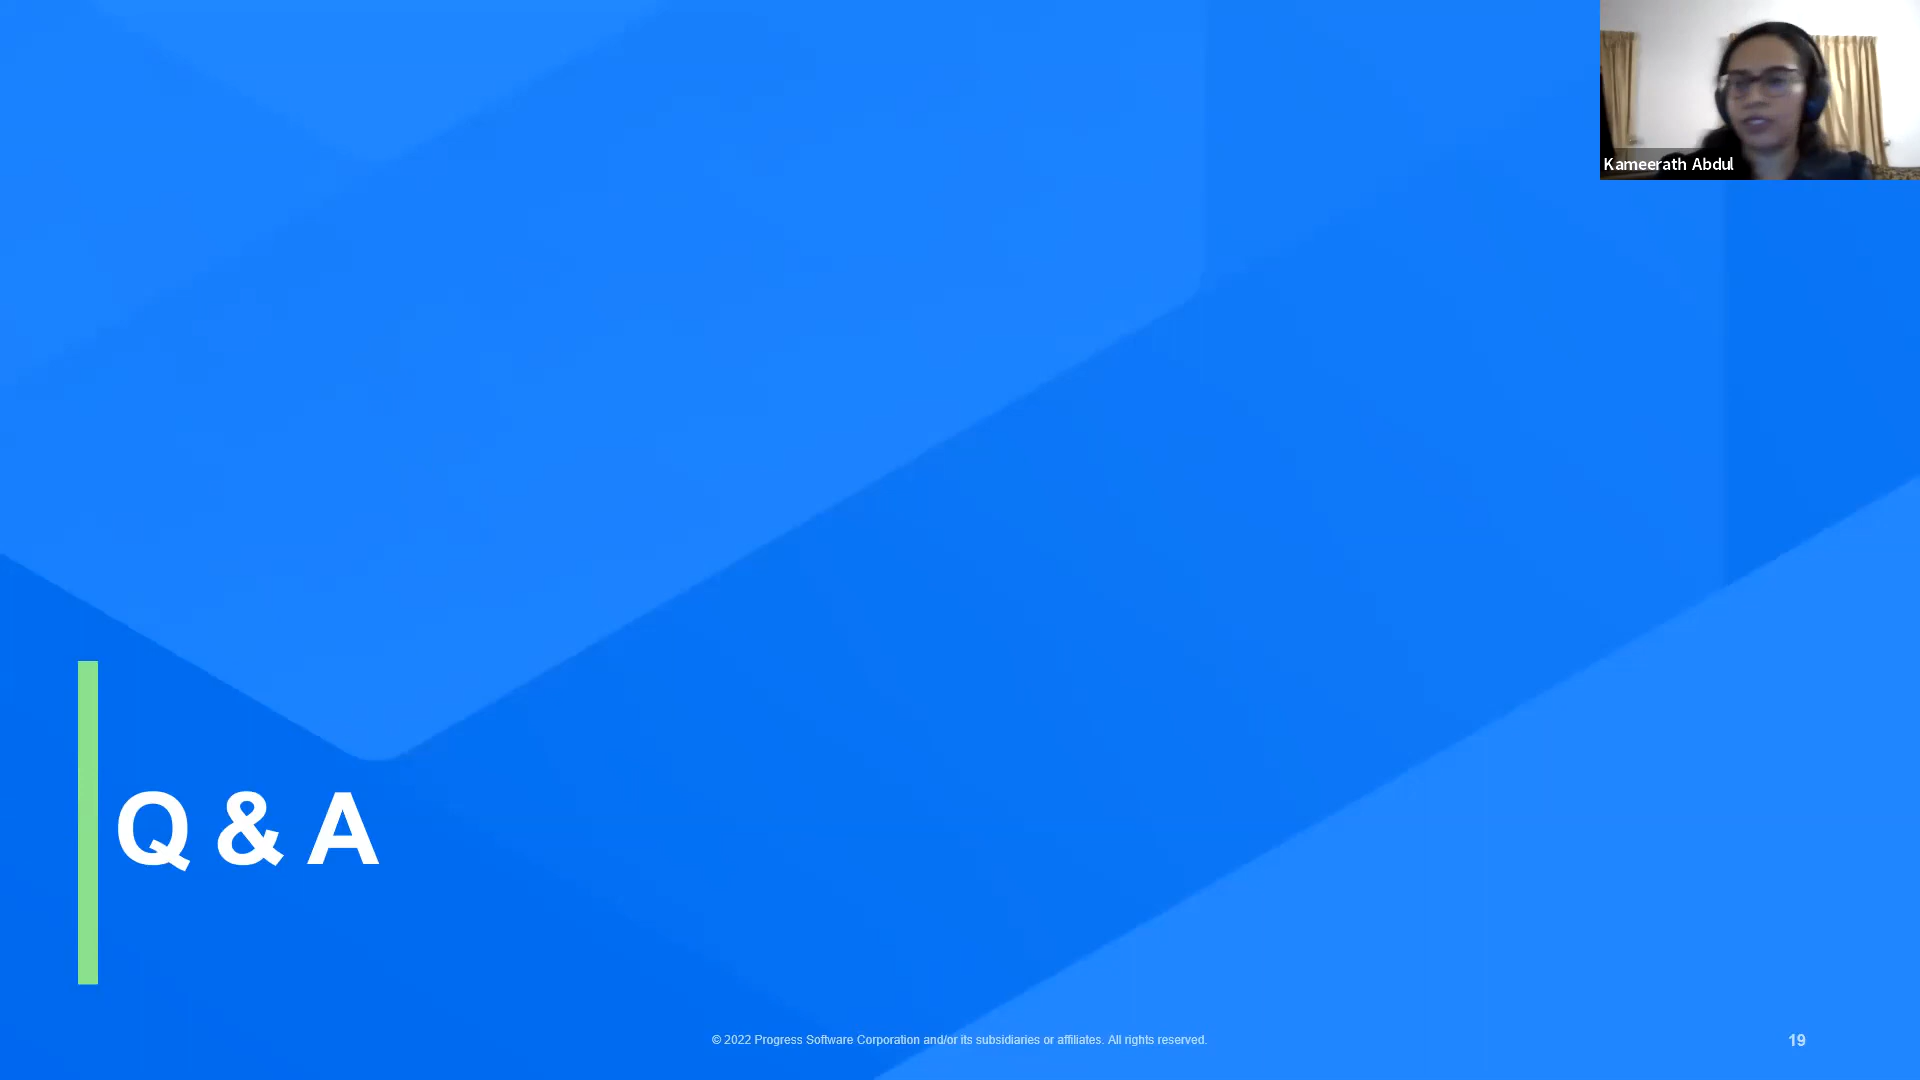 Kameerath Abdul
Q & A
© 2022 Progress Software Corporation and/or its subsidiaries or affiliates. All rights reserved.
19